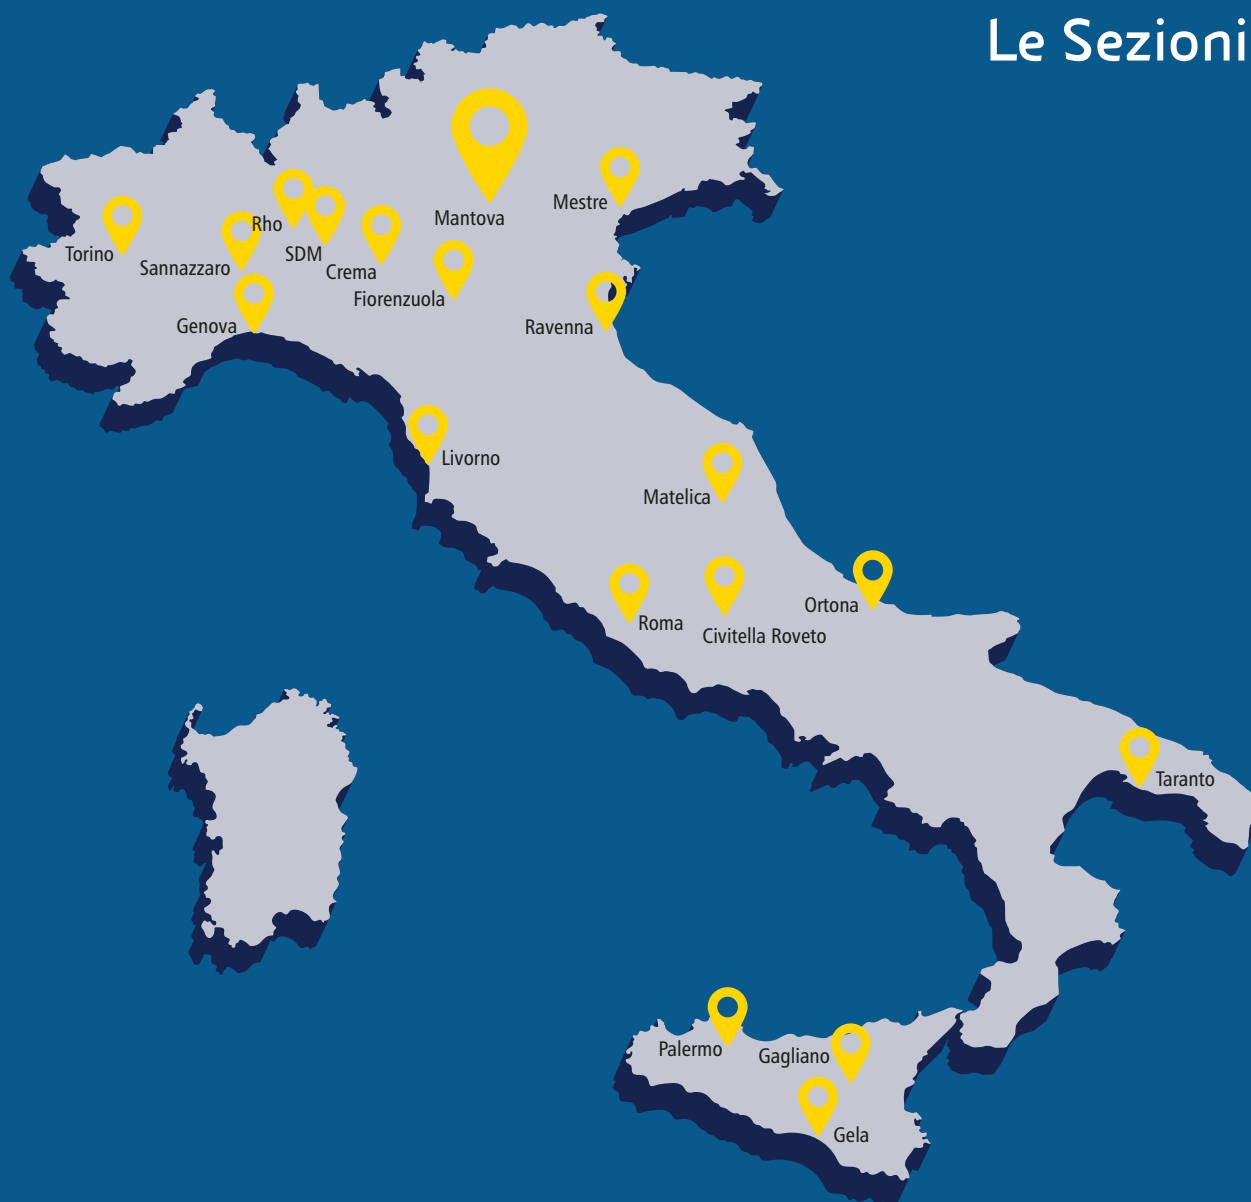 Le Sezioni
Mestre
Mantova
Rho
Torino
SDM
Sannazzaro
Crema
Fiorenzuola
Genova
Ravenna
Livorno
Matelica
Ortona
Roma
Civitella Roveto
Taranto
Palermo
Gagliano
Gela